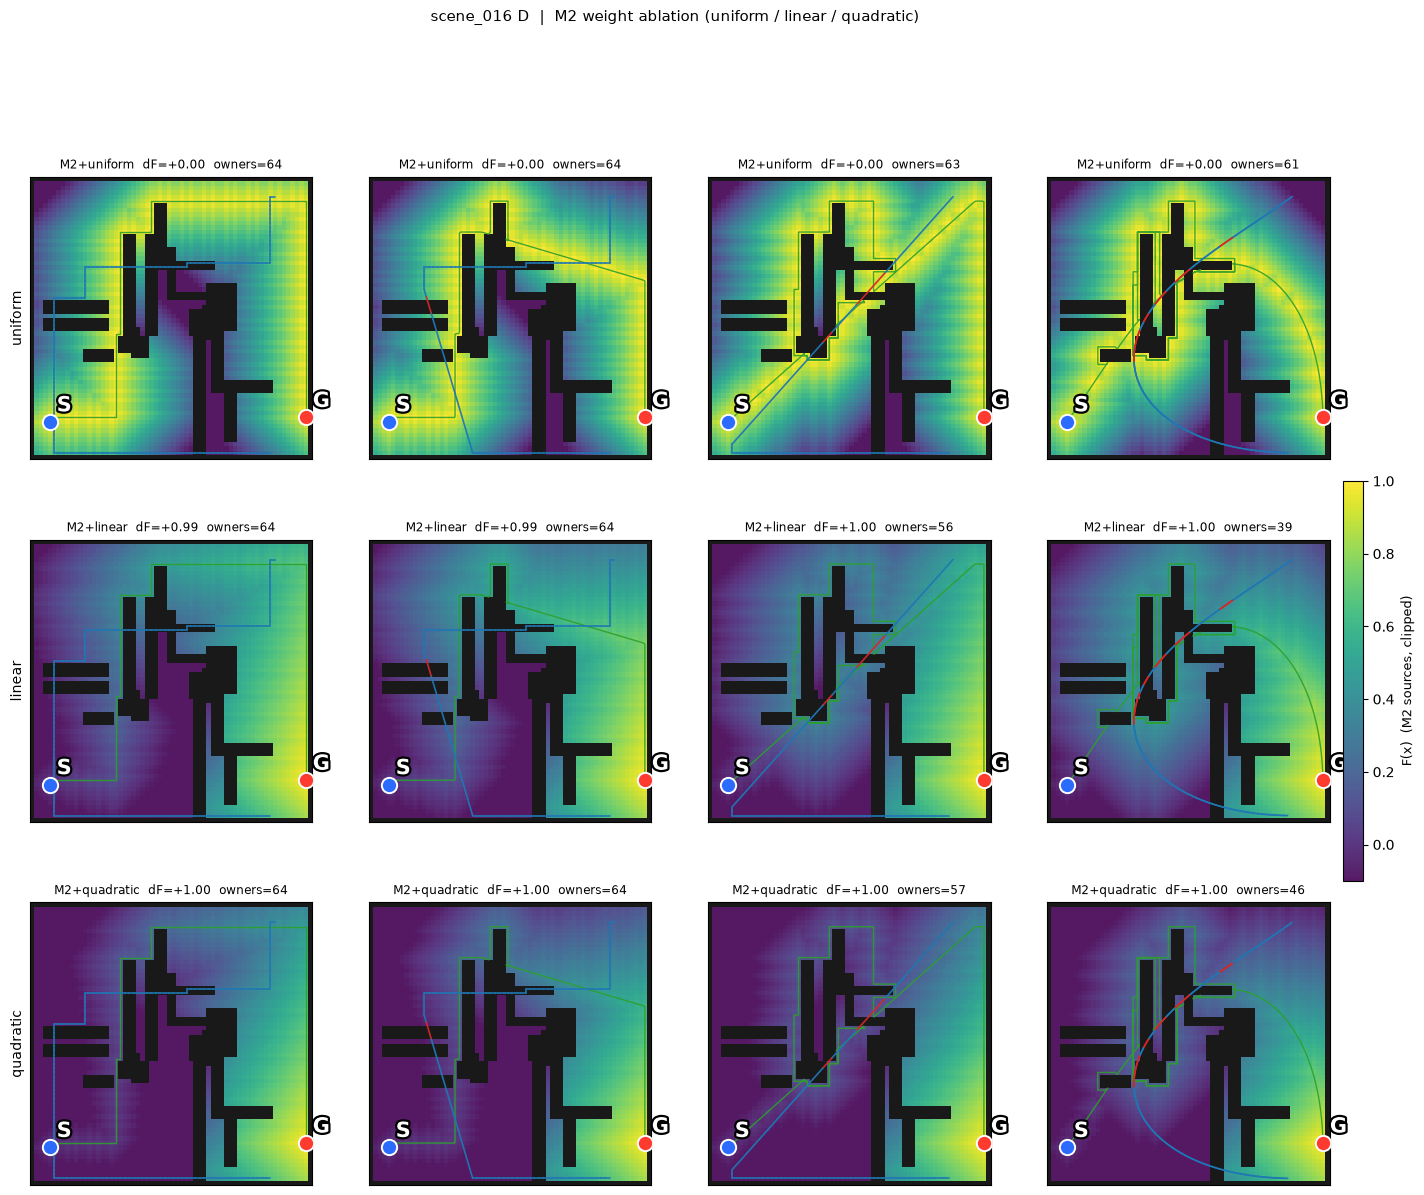 scene_016 D | M2 weight ablation (uniform / linear / quadratic)
M2+uniform dF=+0.00 owners=64
M2+uniform dF=+0.00 owners=64
M2+uniform dF=+0.00 owners=63
M2+uniform dF=+0.00 owners=61
uniform
S
G
S
G
S
G
S
G
M2+linear dF=+0.99 owners=64
M2+linear dF=+0.99 owners=64
M2+linear dF=+1.00 owners=56
M2+linear dF=+1.00 owners=39
linear
S
G
S
G
S
G
S
G
M2+quadratic dF=+1.00 owners=64
M2+quadratic dF=+1.00 owners=64
M2+quadratic dF=+1.00 owners=57
M2+quadratic dF=+1.00 owners=46
quadratic
S
G
S
G
S
G
S
G
1.0
0.8
0.6
0.4
0.2
0.0
F(x) (M2 sources, clipped)